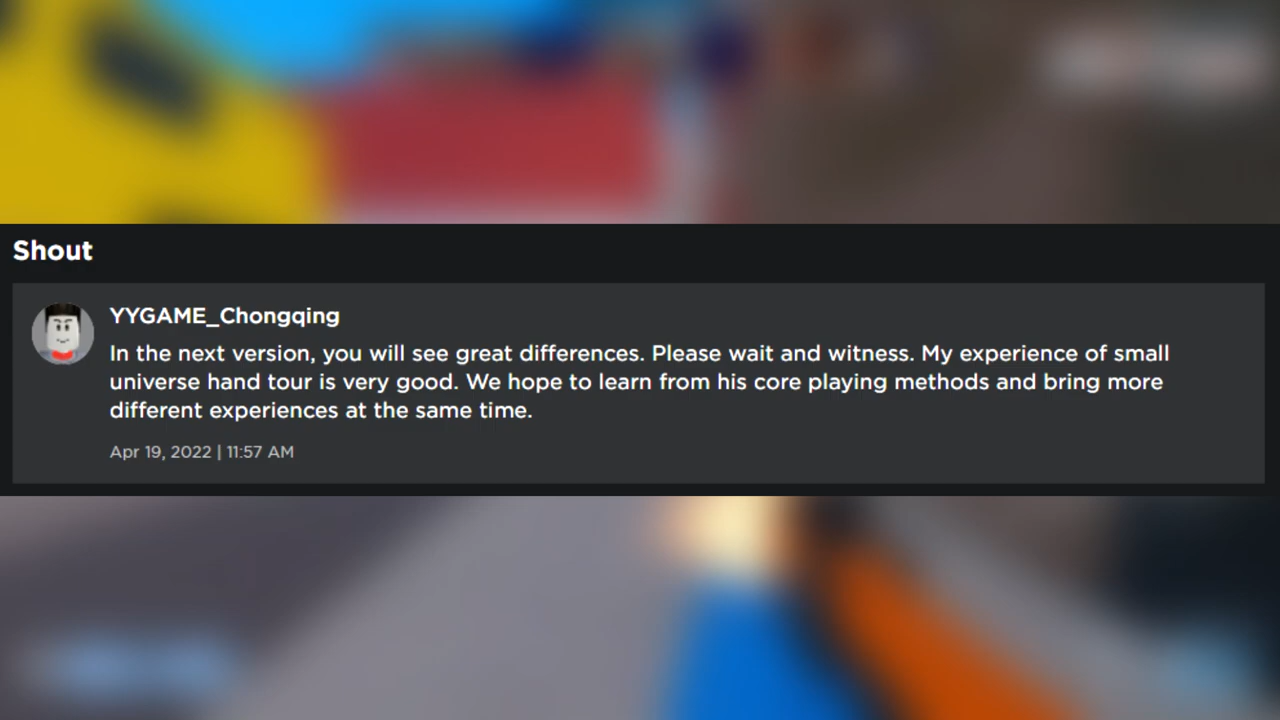 Shout
YYGAME_Chongqing
In the next version, you will see great differences. Please wait and witness. My experience of small
universe hand tour is very good. We hope to learn from his core playing methods and bring more
different experiences at the same time.
Apr 19, 2022 | 11:57 AM